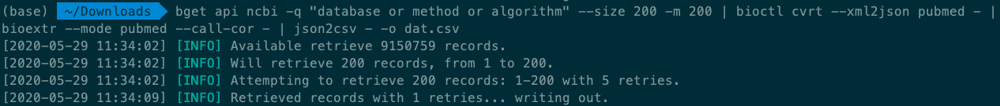 (base) ~/Downloads bget api ncbi -q "database or method or algorithm" --size 200 -m 200 | bioctl cvrt --xml2json pubmed - |
bioextr --mode pubmed --call-cor - | json2csv - -o dat.csv
[2020-05-29 11:34:02] [INFO] Available retrieve 9150759 records.
[2020-05-29 11:34:02] [INFO] Will retrieve 200 records, from 1 to 200.
[2020-05-29 11:34:02] [INFO] Attempting to retrieve 200 records: 1-200 with 5 retries.
[2020-05-29 11:34:09] [INFO] Retrieved records with 1 retries... writing out.